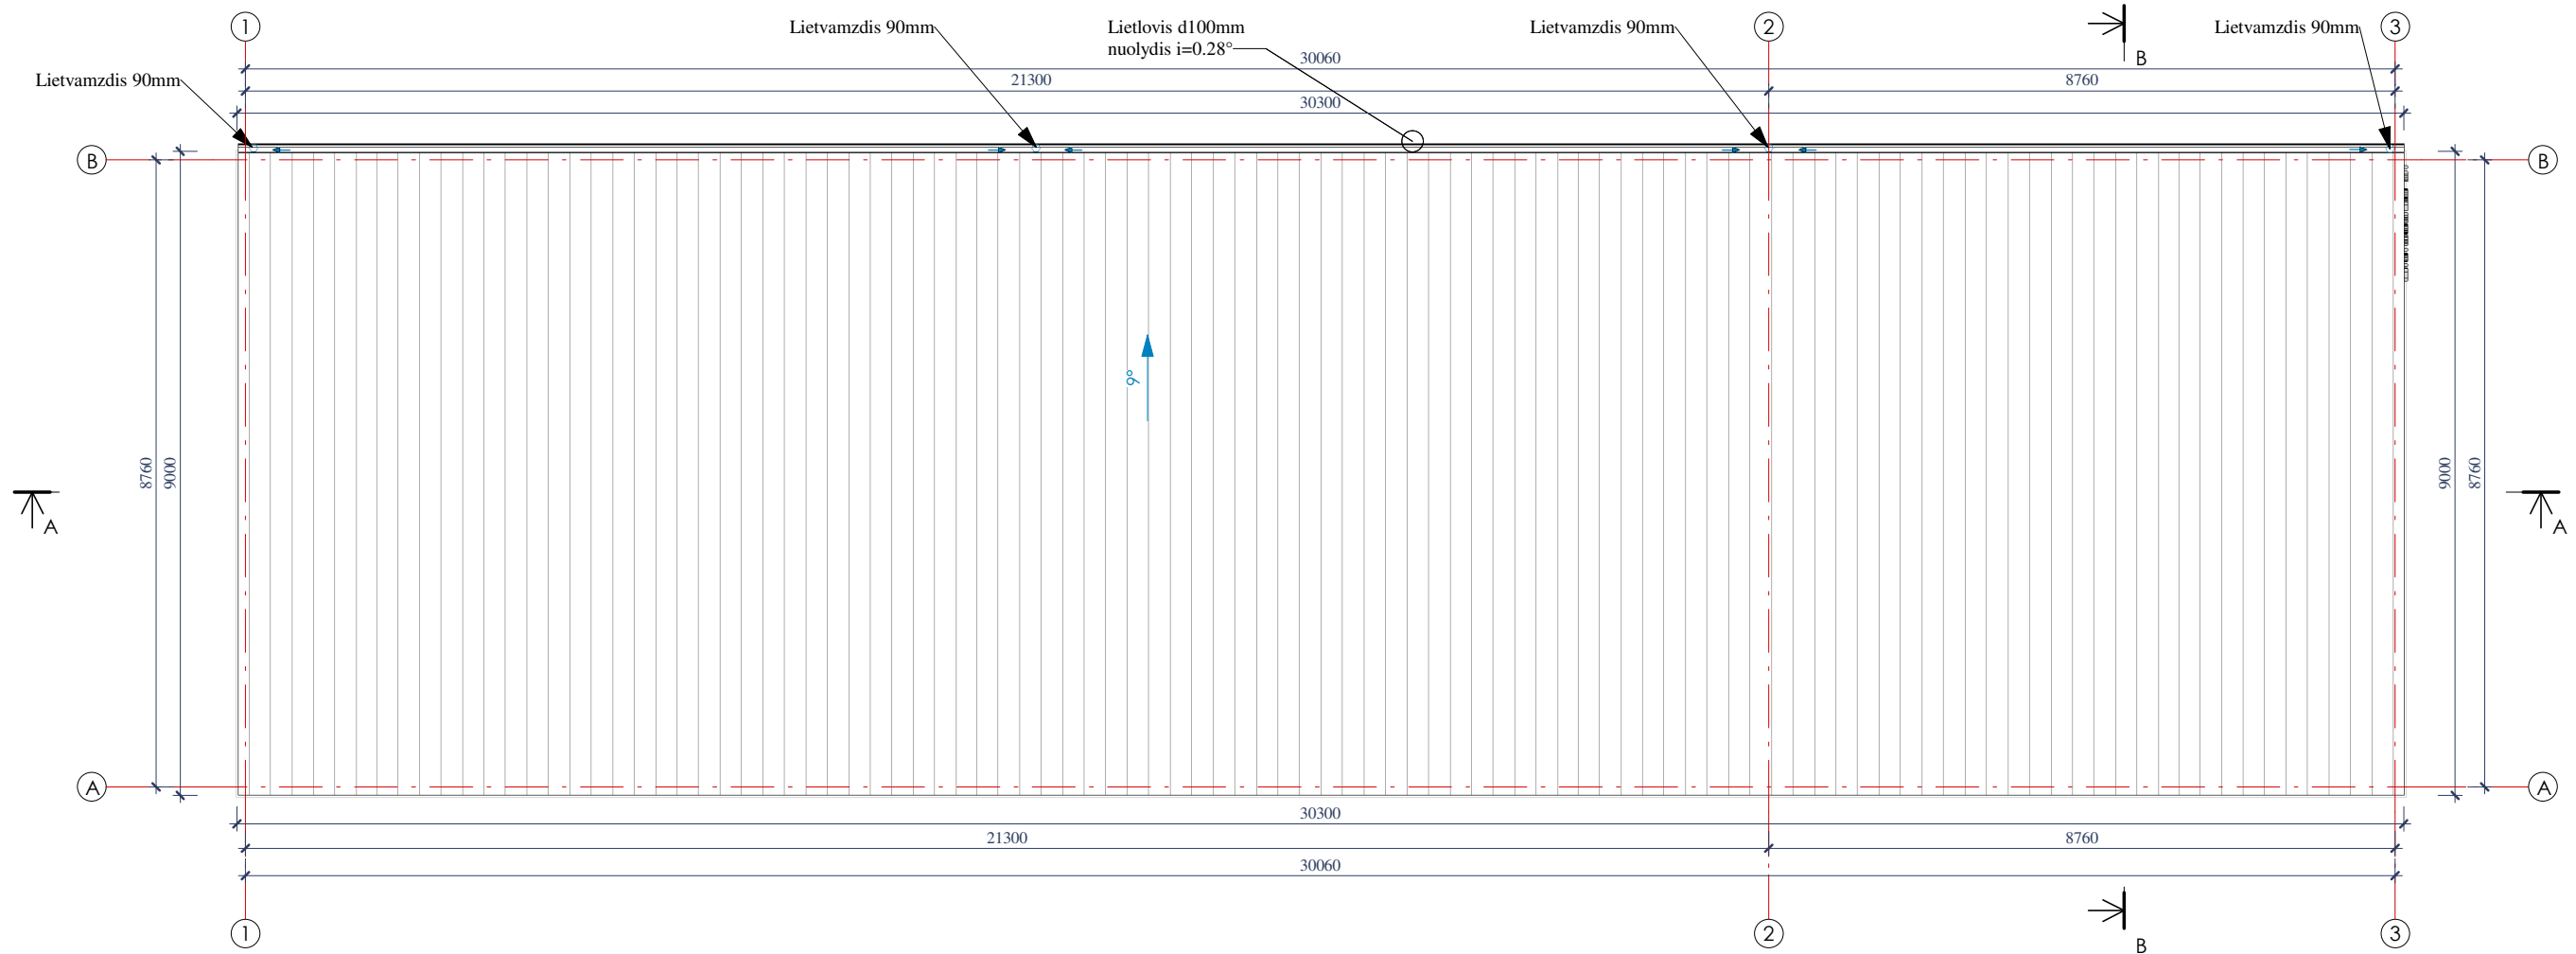 1
2
3
Lietvamzdis 90mm
Lietlovis d100mm
nuolydis i=0.28°
Lietvamzdis 90mm
Lietvamzdis 90mm
Lietvamzdis 90mm
B
30060
21300
8760
30300
B
B
9°
8760
9000
9000
8760
A
A
A
A
30300
21300
8760
30060
1
2
3
B